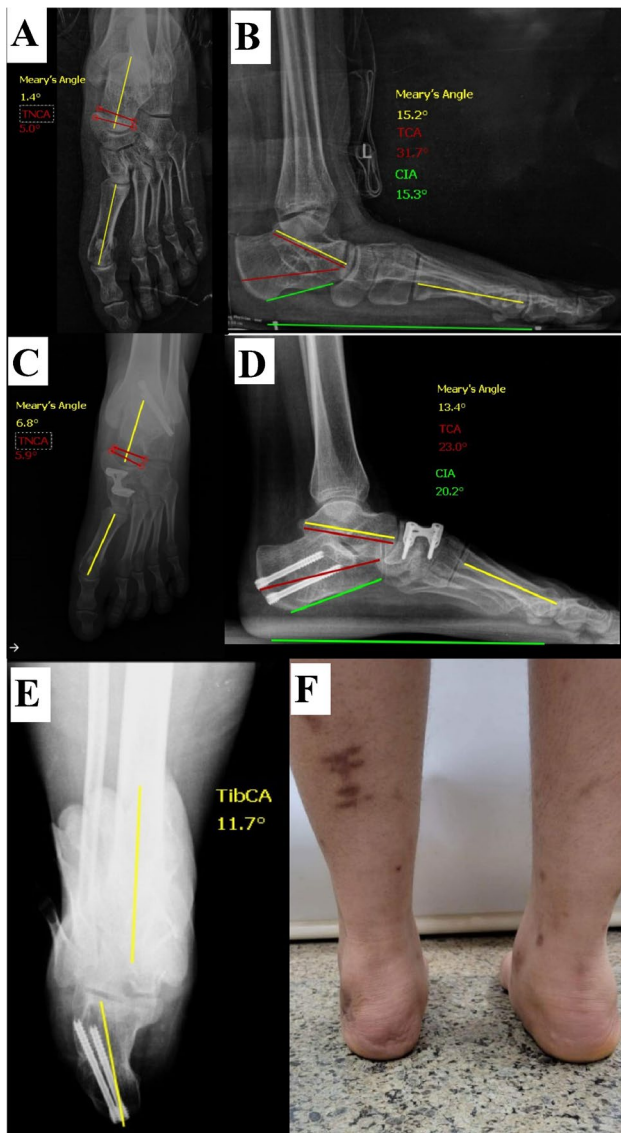 A
Meary's Angle
1.4°
TNCA
5.0°
B
Meary's Angle
15.2°
TCA
31.7°
CIA
15.3°
L
C
Meary's Angle
6.8°
TNCA
5.9°
D
Meary's Angle
13.4°
TCA
23.0°
CIA
20.2°
E
TibCA
11.7°
F